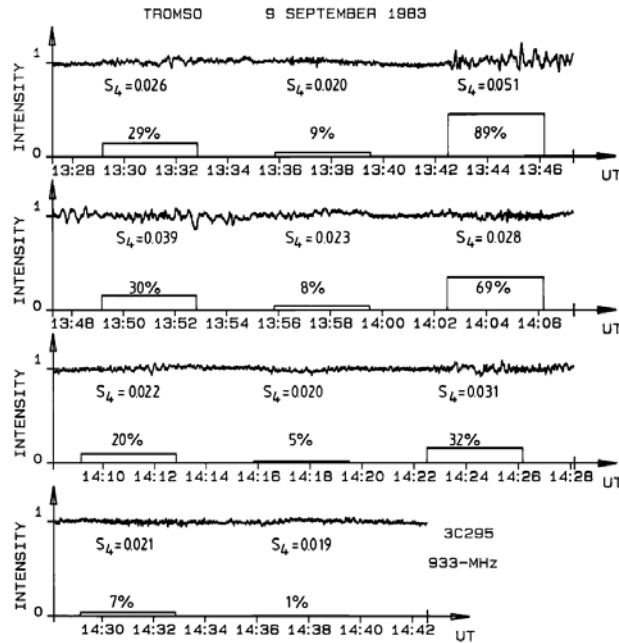 TROMSO 9 SEPTEMBER 1983
INTENSITY
1
S4=0.026 S4=0.020 S4=0.051
29% 9% 89%
0
13:28 13:30 13:32 13:34 13:36 13:38 13:40 13:42 13:44 13:46
UT
INTENSITY
1
S4=0.039 S4=0.023 S4=0.028
30% 8% 69%
0
13:48 13:50 13:52 13:54 13:56 13:58 14:00 14:02 14:04 14:06
UT
INTENSITY
1
S4=0.022 S4=0.020 S4=0.031
20% 5% 32%
0
14:10 14:12 14:14 14:16 14:18 14:20 14:22 14:24 14:26 14:28
UT
INTENSITY
1
S4=0.021 S4=0.019 3C295
933-MHz
7% 1%
0
14:30 14:32 14:34 14:36 14:38 14:40 14:42
UT